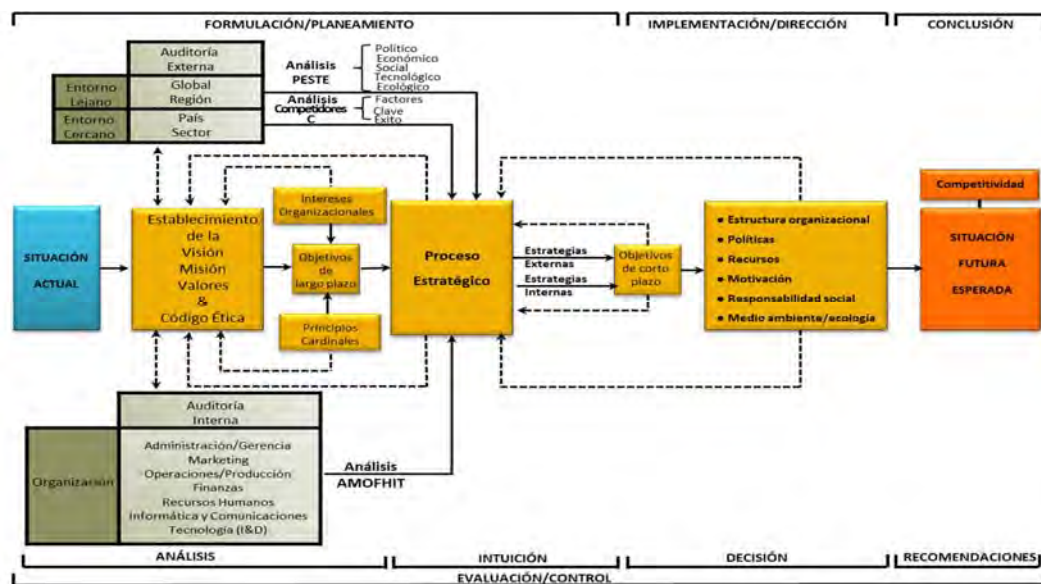 FORMULACIÓN/PLANEAMIENTO
IMPLEMENTACIÓN/DIRECCIÓN
CONCLUSIÓN
Auditoría
Externa
Entorno
Lejano
Global
Región
Entorno
Cercano
País
Sector
Análisis
PESTE
Político
Económico
Social
Tecnológico
Ecológico
Análisis
Competidores
C
Factores
Clave
Éxito
SITUACIÓN
ACTUAL
Establecimiento
de la
Visión
Misión
Valores
&
Código Ética
Intereses
Organizacionales
Objetivos
de
largo plazo
Principios
Cardinales
Proceso
Estratégico
Estrategias
Externas
Estrategias
Internas
Objetivos
de corto
plazo
• Estructura organizacional
• Políticas
• Recursos
• Motivación
• Responsabilidad social
• Medio ambiente/ecología
Competitividad
SITUACIÓN
FUTURA
ESPERADA
Auditoría
Interna
Organización
Administración/Gerencia
Marketing
Operaciones/Producción
Finanzas
Recursos Humanos
Informática y Comunicaciones
Tecnología (I&D)
Análisis
AMOFHIT
ANÁLISIS
INTUICIÓN
DECISIÓN
RECOMENDACIONES
EVALUACIÓN/CONTROL